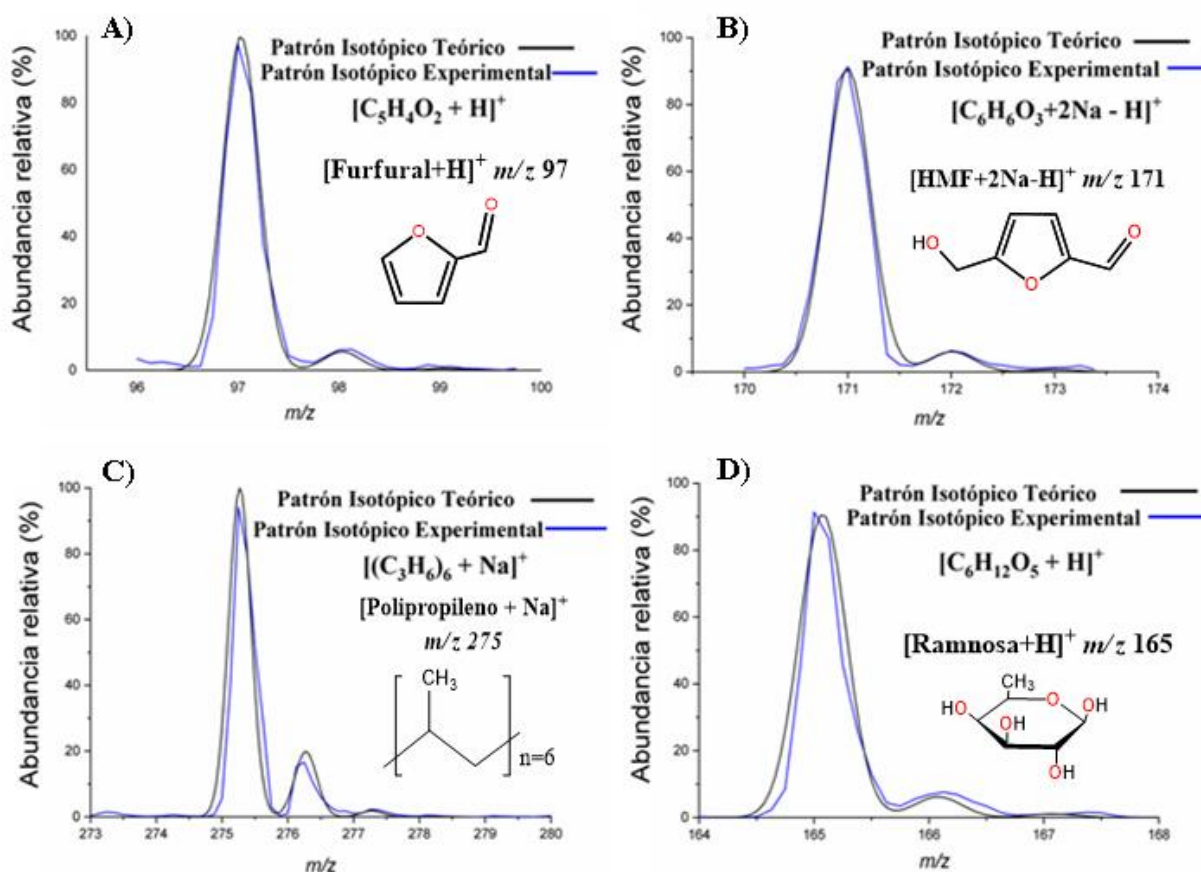 A)
Patrón Isotópico Teórico
Patrón Isotópico Experimental
[C₅H₄O₂ + H]⁺
[Furfural+H]⁺ m/z 97
O
O
Abundancia relativa (%)
100
80
60
40
20
0
96 97 98 99 100
m/z
B)
Patrón Isotópico Teórico
Patrón Isotópico Experimental
[C₆H₆O₃+2Na - H]⁺
[HMF+2Na-H]⁺ m/z 171
HO
O
O
Abundancia relativa (%)
100
80
60
40
20
0
170 171 172 173 174
m/z
C)
Patrón Isotópico Teórico
Patrón Isotópico Experimental
[(C₃H₆)₆ + Na]⁺
[Polipropileno + Na]⁺
m/z 275
CH₃
n=6
Abundancia relativa (%)
100
80
60
40
20
0
273 274 275 276 277 278 279 280
m/z
D)
Patrón Isotópico Teórico
Patrón Isotópico Experimental
[C₆H₁₂O₅ + H]⁺
[Ramnosa+H]⁺ m/z 165
CH₃
O
OH
HO
OH
OH
Abundancia relativa (%)
100
80
60
40
20
0
164 165 166 167 168
m/z